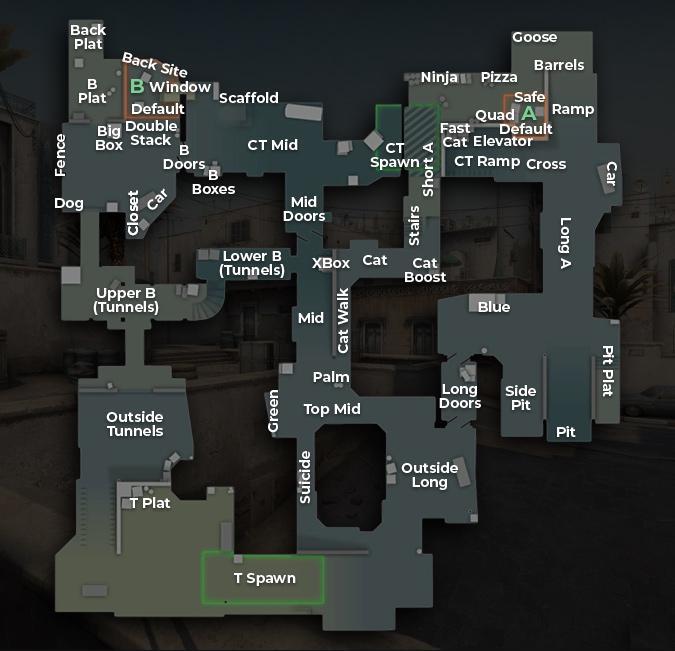 Back
Plat
Goose
Back Site
Barrels
B
Plat
B Window
Ninja
Pizza
Safe
A
Ramp
Scaffold
Default
Quad
Default
Big
Box
Double
Stack
Fast
Cat
Elevator
Fence
CT Mid
CT
Spawn
Short A
CT Ramp
Cross
B
Doors
B
Boxes
Car
Dog
Closet
Car
Mid
Doors
Stairs
Long A
Lower B
(Tunnels)
XBox
Cat
Cat
Boost
Upper B
(Tunnels)
Mid
Cat Walk
Blue
Palm
Top Mid
Green
Long
Doors
Side
Pit
Pit Plat
Pit
Outside
Tunnels
Suicide
Outside
Long
T Plat
T Spawn